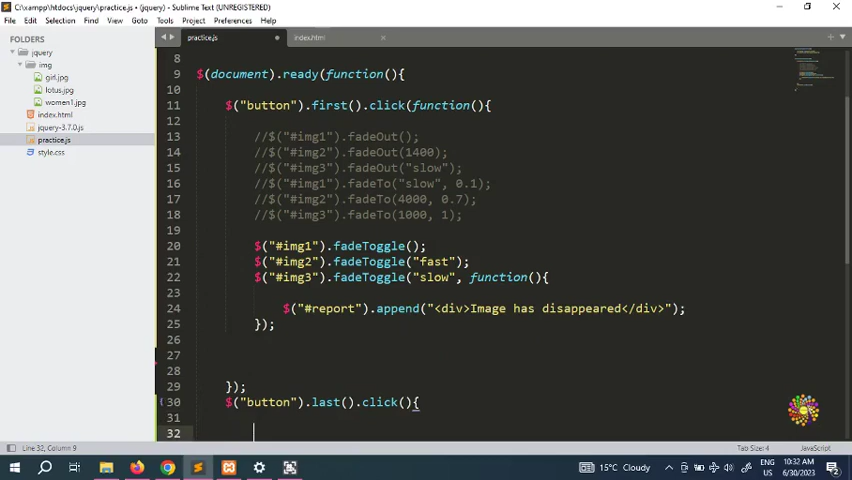 C:\xampp\htdocs\jquery\practice.js • (jquery) - Sublime Text (UNREGISTERED)
File Edit Selection Find View Goto Tools Project Preferences Help
FOLDERS
jquery
img
girl.jpg
lotus.jpg
women1.jpg
index.html
jquery-3.7.0.js
practice.js
style.css
practice.js
index.html
8
9 $(document).ready(function(){
10
11 $("button").first().click(function(){
12
13 //$("#img1").fadeOut();
14 //$("#img2").fadeOut(1400);
15 //$("#img3").fadeOut("slow");
16 //$("#img1").fadeTo("slow", 0.1);
17 //$("#img2").fadeTo(4000, 0.7);
18 //$("#img3").fadeTo(1000, 1);
19
20 $("#img1").fadeToggle();
21 $("#img2").fadeToggle("fast");
22 $("#img3").fadeToggle("slow", function(){
23
24 $("#report").append("<div>Image has disappeared</div>");
25 });
26
27
28
29 });
30 $("button").last().click(){
31
32
Line 32, Column 9
Tab Size: 4
JavaScript
15°C Cloudy
ENG
US
10:32 AM
6/30/2023
2